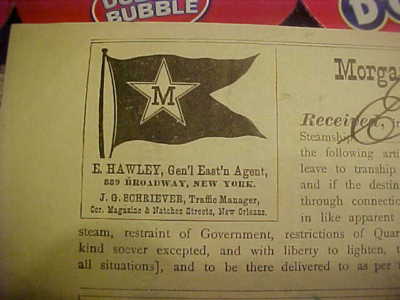 BUBBLE
M
Morga
E. HAWLEY, Gen'l East'n Agent,
BROADWAY, NEW YORK.
J. G. SCHRIEVER, Traffic Manager,
Cor. Magazine & Natchez Streets, New Orleans.
Received,
Steamship
the following arti
leave to tranship
and if the destin
through connectio
in like apparent
steam, restraint of Government, restrictions of Quar
kind soever excepted, and with liberty to lighten, t
all situations], and to be there delivered to as per